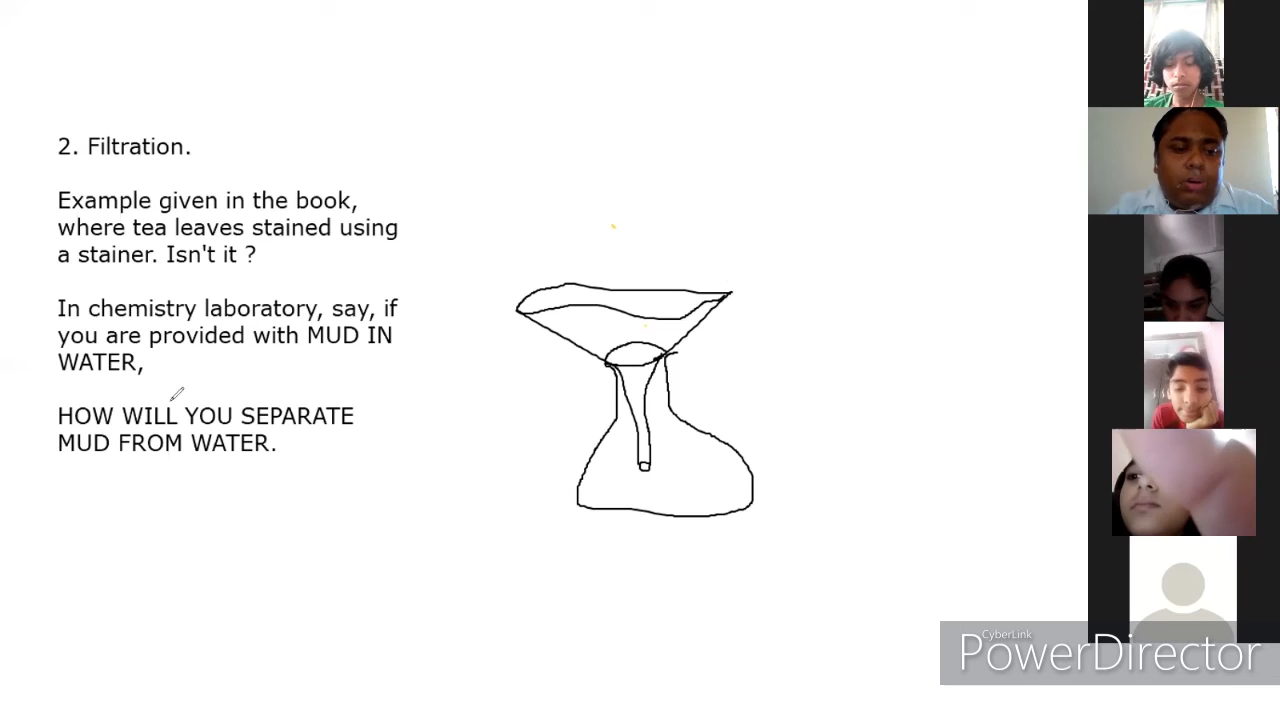 2. Filtration.
Example given in the book,
where tea leaves stained using
a stainer. Isn't it ?
In chemistry laboratory, say, if
you are provided with MUD IN
WATER,
HOW WILL YOU SEPARATE
MUD FROM WATER.
CyberLink
PowerDirector